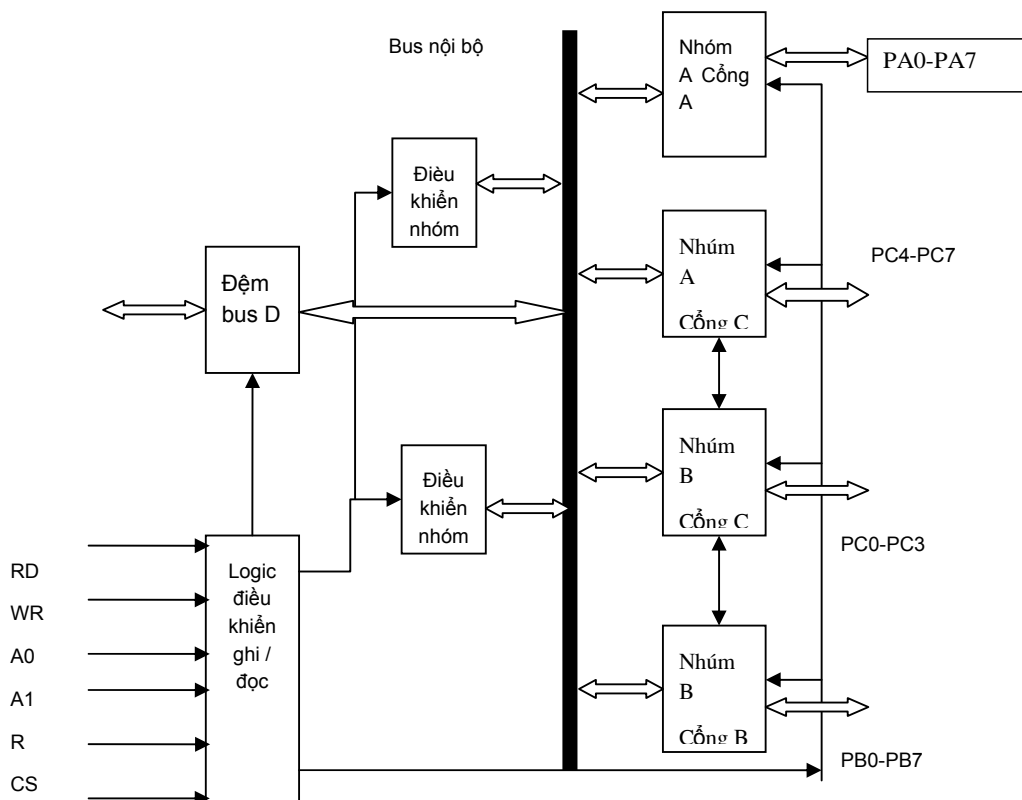 Bus nội bộ
Nhóm
A Cổng
A
PA0-PA7
Đièu
khiển
nhóm
Nhúm
A
Cổng C
PC4-PC7
Đệm
bus D
Nhúm
B
Cổng C
PC0-PC3
Điều
khiển
nhóm
RD
WR
A0
A1
R
CS
Logic
điều
khiển
ghi /
đọc
Nhúm
B
Cổng B
PB0-PB7